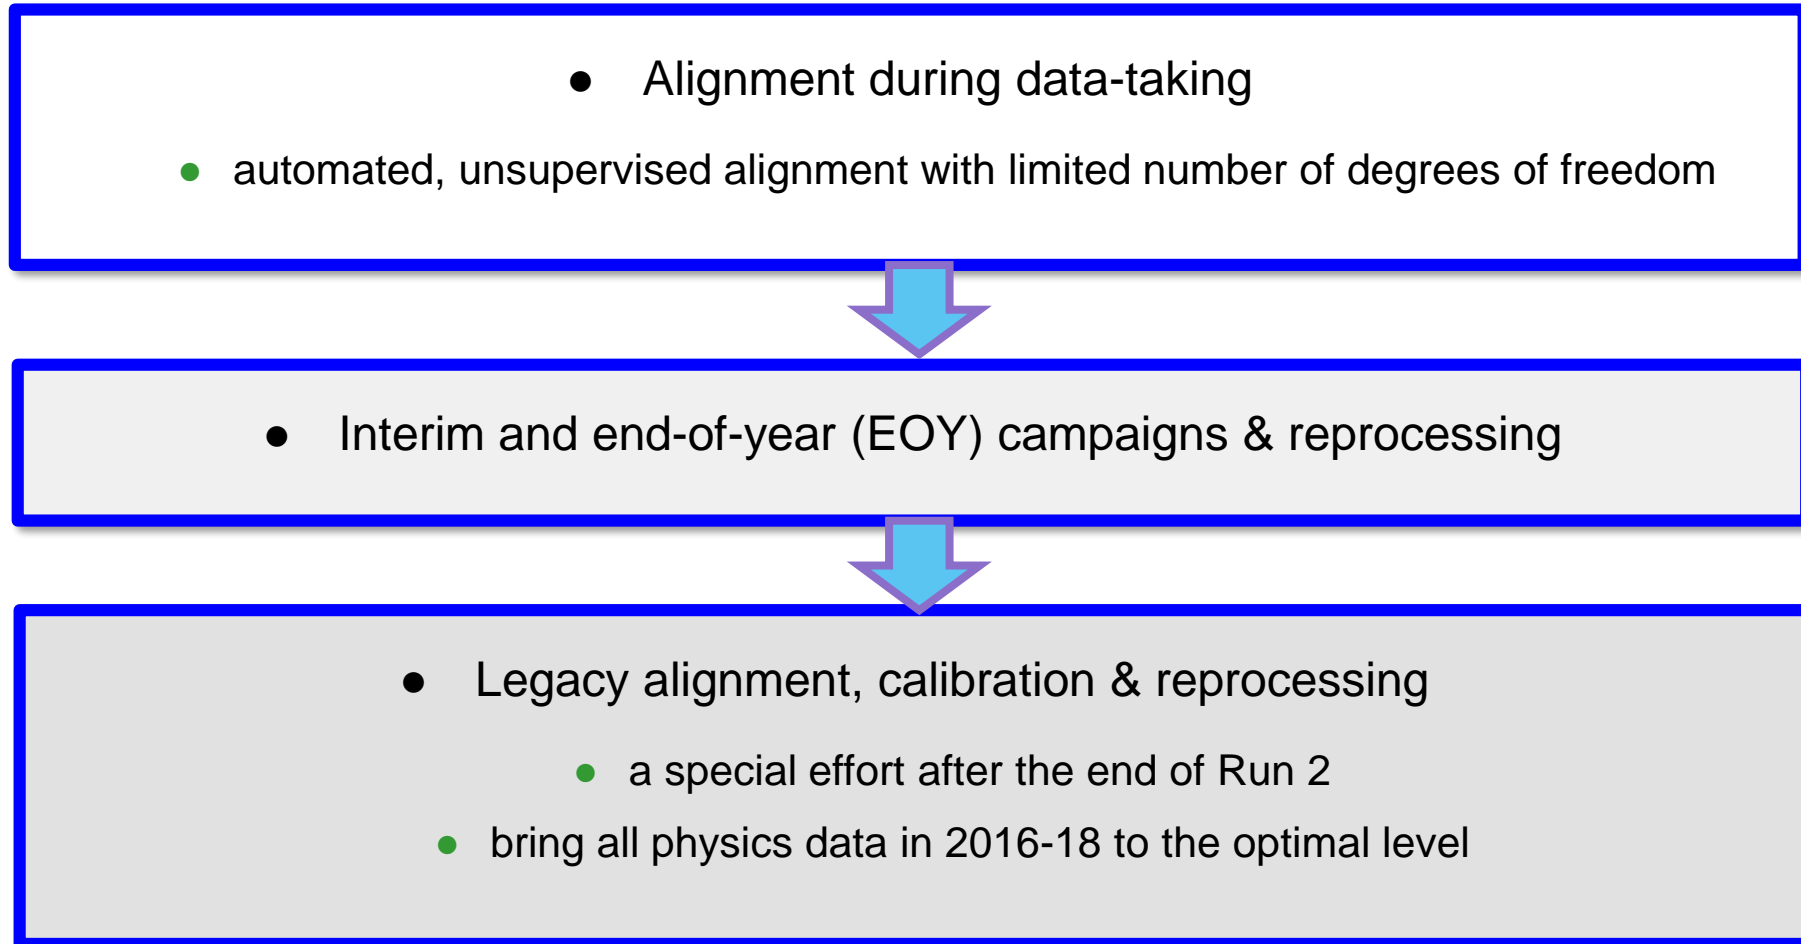 ● Alignment during data-taking
● automated, unsupervised alignment with limited number of degrees of freedom
● Interim and end-of-year (EOY) campaigns & reprocessing
● Legacy alignment, calibration & reprocessing
● a special effort after the end of Run 2
● bring all physics data in 2016-18 to the optimal level